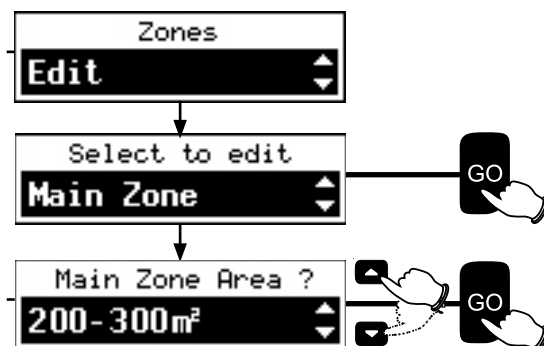 Zones
Edit
Select to edit
Main Zone
GO
Main Zone Area ?
200-300m²
GO